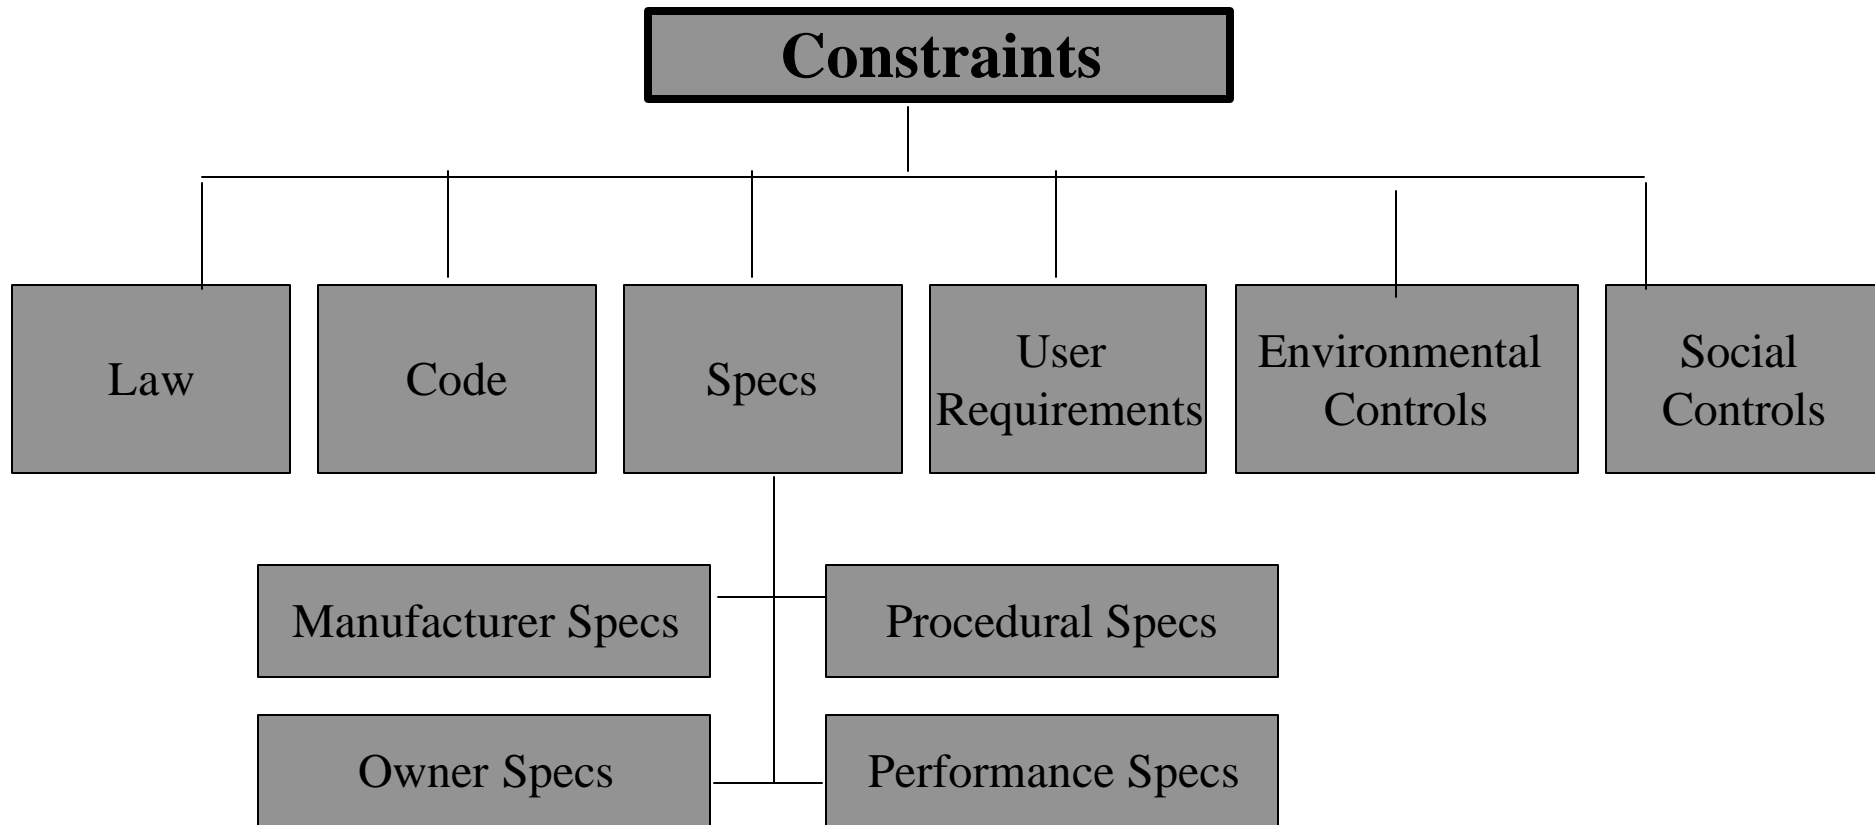 Constraints
Law
Code
Specs
User
Requirements
Environmental
Controls
Social
Controls
Manufacturer Specs
Procedural Specs
Owner Specs
Performance Specs